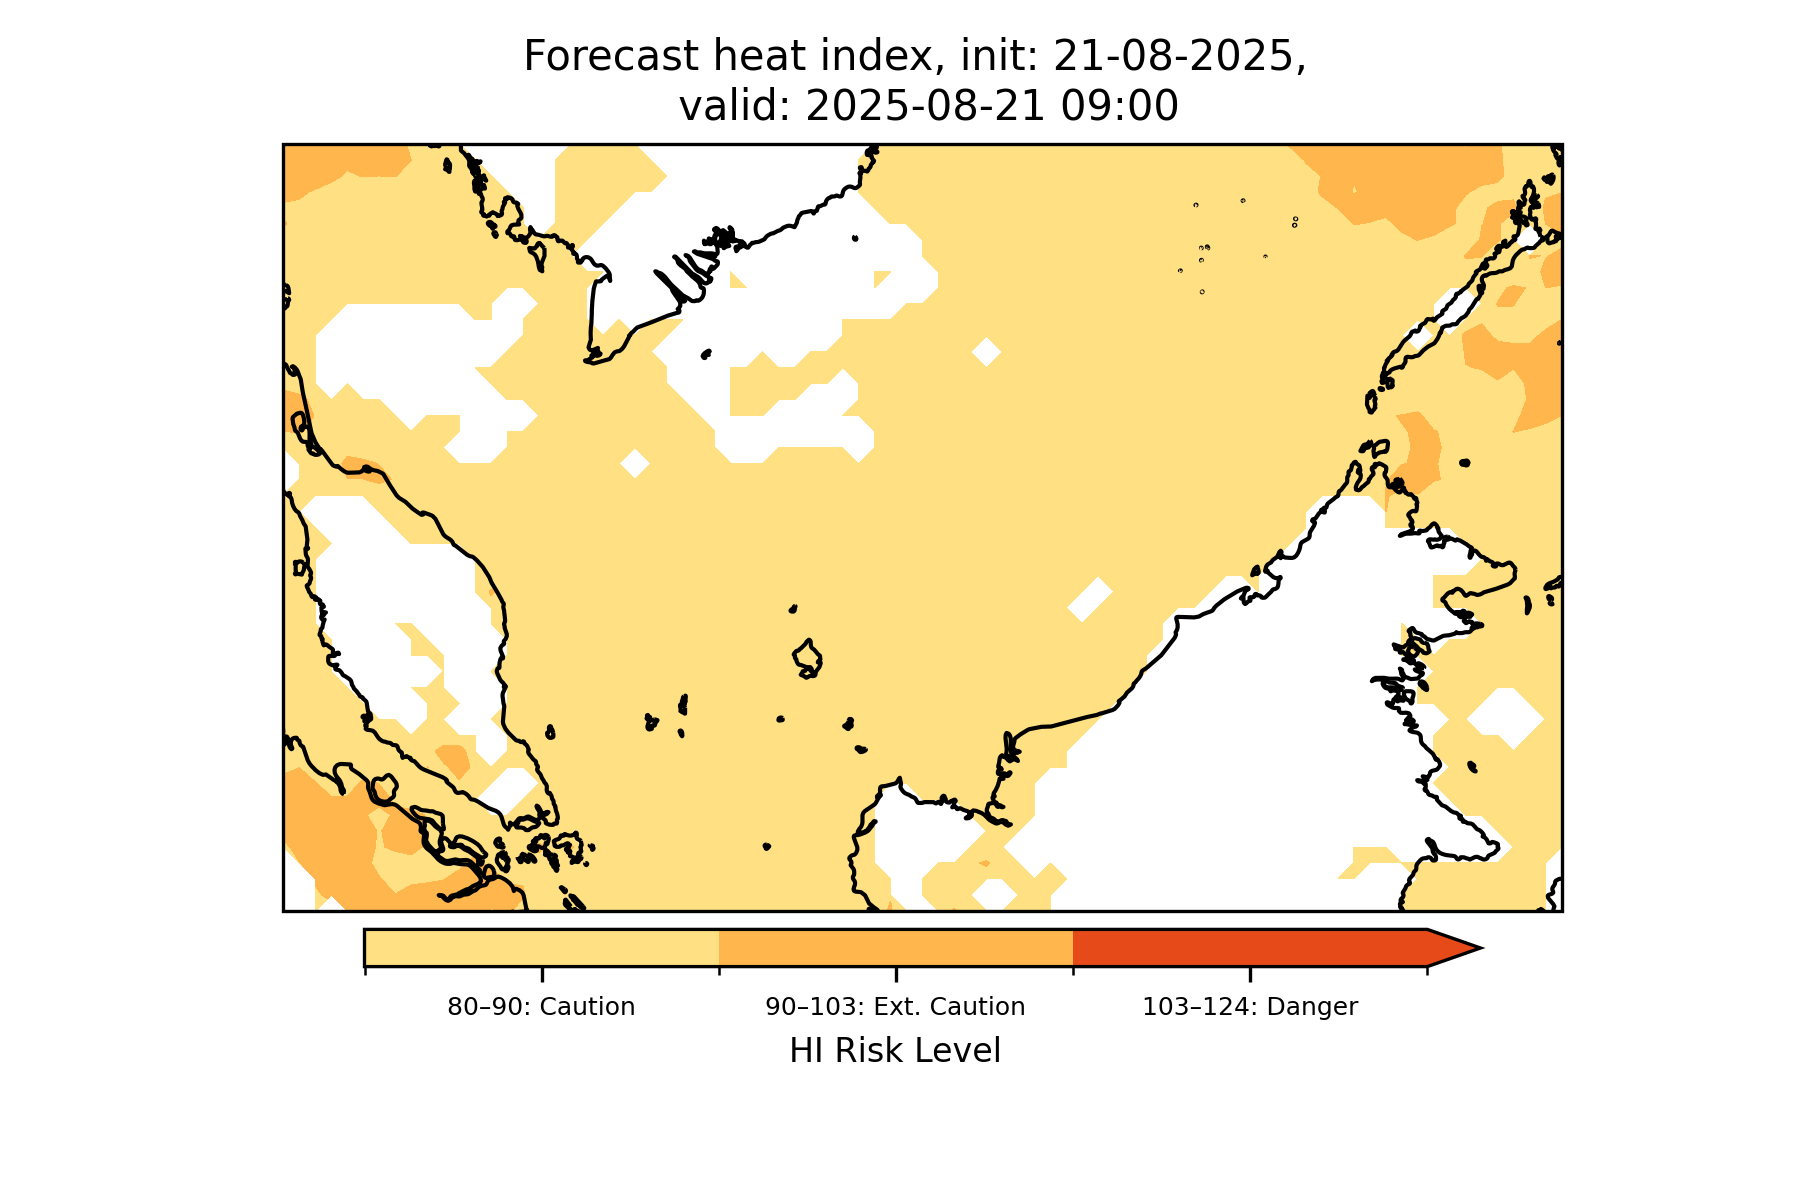 Forecast heat index, init: 21-08-2025,
valid: 2025-08-21 09:00
80–90: Caution
90–103: Ext. Caution
103–124: Danger
HI Risk Level